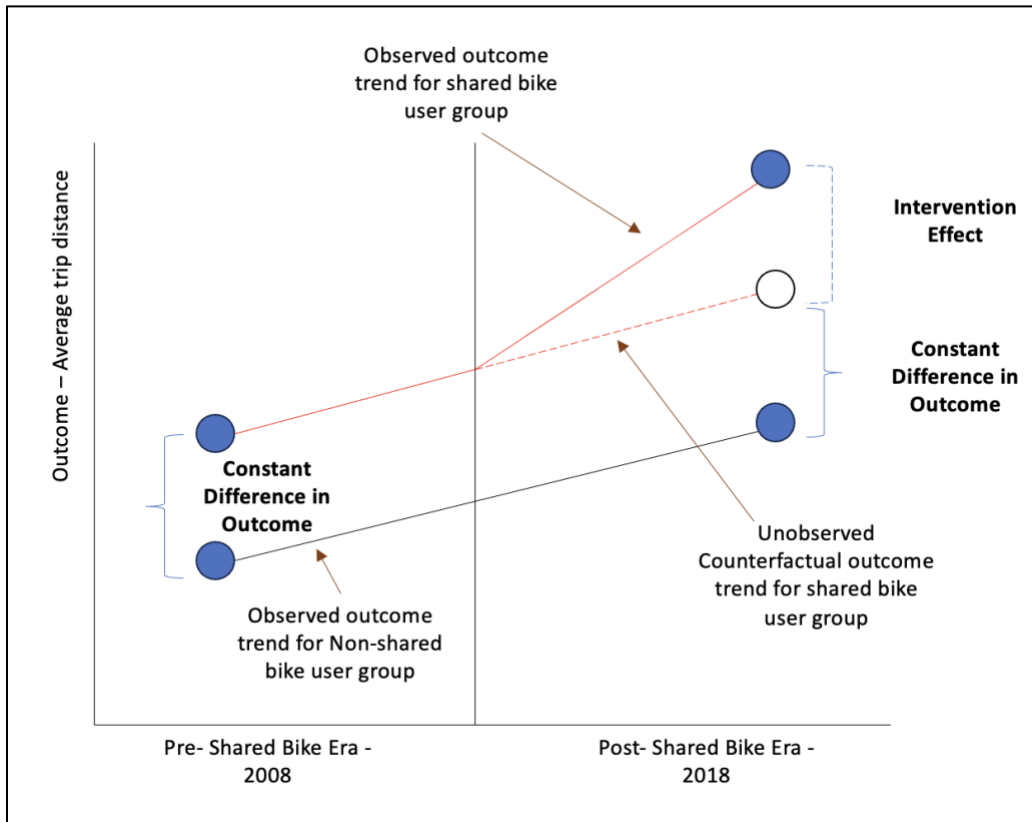 Observed outcome
trend for shared bike
user group
Outcome – Average trip distance
Intervention
Effect
Constant
Difference in
Outcome
Constant
Difference in
Outcome
Unobserved
Counterfactual outcome
trend for shared bike
user group
Observed outcome
trend for Non-shared
bike user group
Pre- Shared Bike Era -
2008
Post- Shared Bike Era -
2018